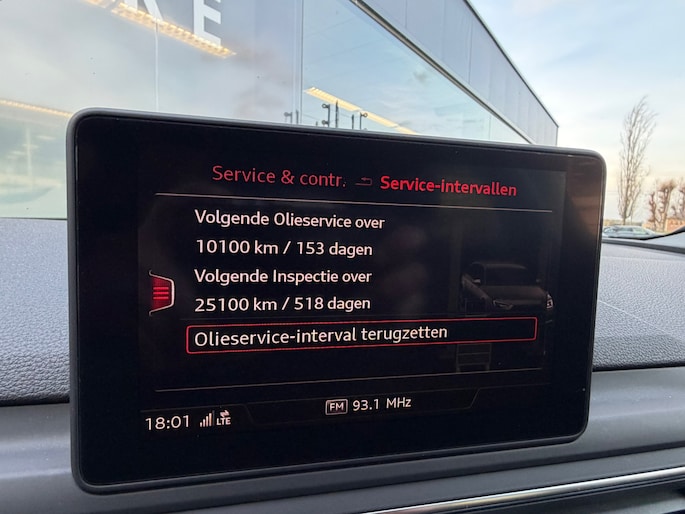 KE
Service & contr. Service-intervallen
Volgende Olieservice over
10100 km / 153 dagen
Volgende Inspectie over
25100 km / 518 dagen
Olieservice-interval terugzetten
18:01 LTE FM 93.1 MHz